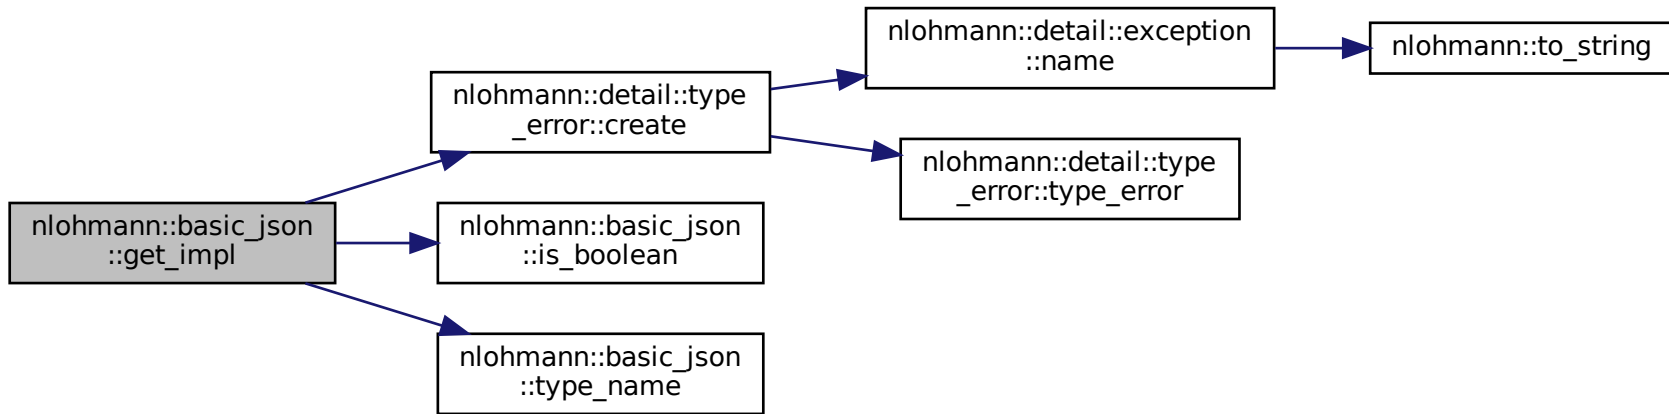 nlohmann::basic_json
::get_impl
nlohmann::detail::type
_error::create
nlohmann::basic_json
::is_boolean
nlohmann::basic_json
::type_name
nlohmann::detail::exception
::name
nlohmann::detail::type
_error::type_error
nlohmann::to_string